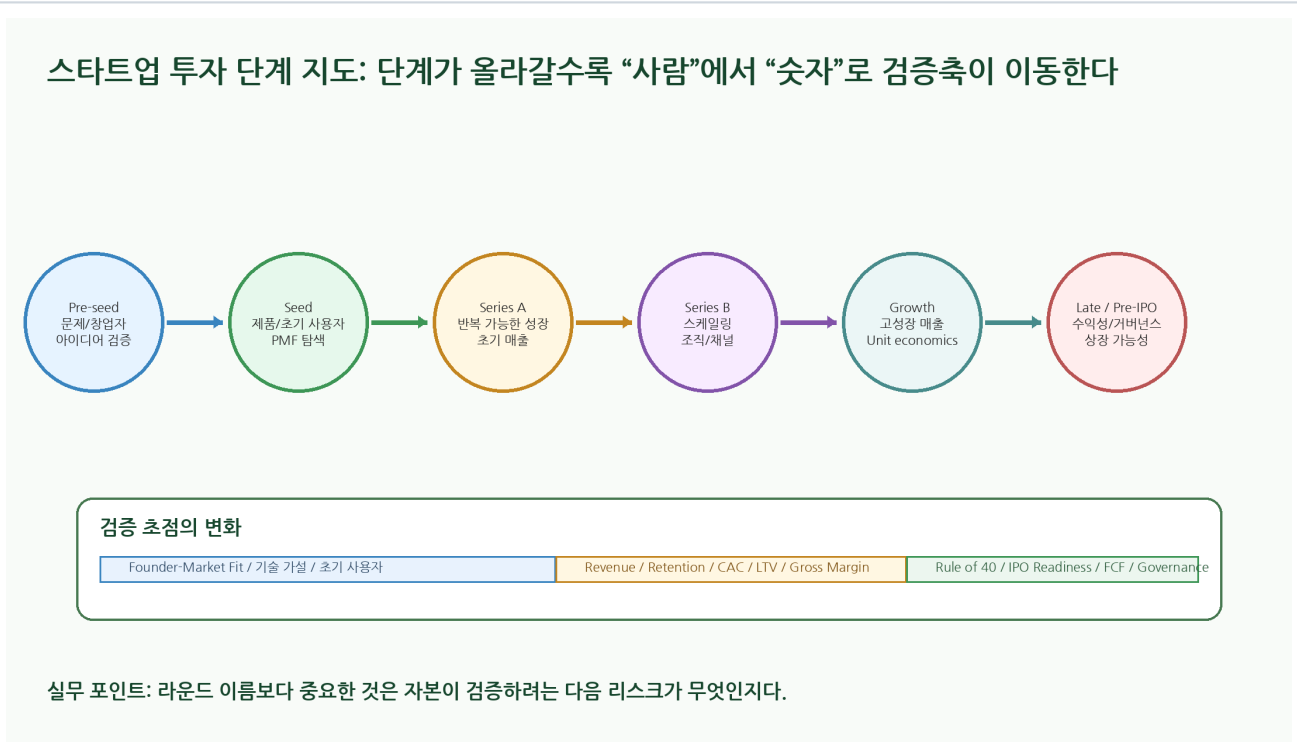 스타트업 투자 단계 지도: 단계가 올라갈수록 “사람”에서 “숫자”로 검증축이 이동한다
Pre-seed
문제/창업자
아이디어 검증
Seed
제품/초기 사용자
PMF 탐색
Series A
반복 가능한 성장
초기 매출
Series B
스케일링
조직/채널
Growth
고성장 매출
Unit economics
Late / Pre-IPO
수익성/거버넌스
상장 가능성
검증 초점의 변화
Founder-Market Fit / 기술 가설 / 초기 사용자
Revenue / Retention / CAC / LTV / Gross Margin
Rule of 40 / IPO Readiness / FCF / Governance
실무 포인트: 라운드 이름보다 중요한 것은 자본이 검증하려는 다음 리스크가 무엇인지다.